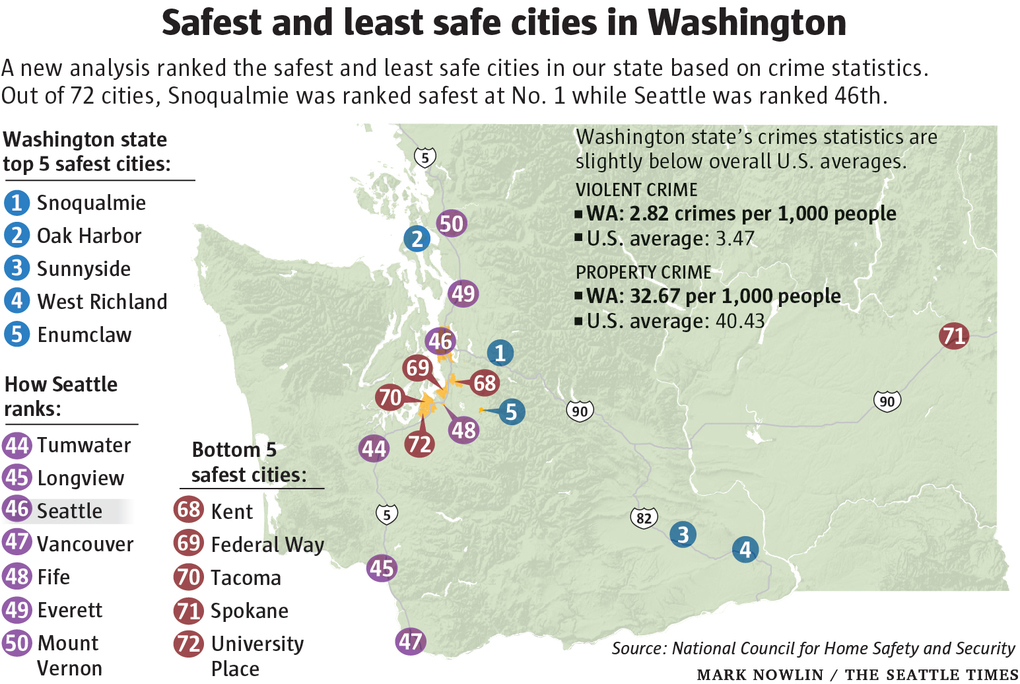 Safest and least safe cities in Washington
A new analysis ranked the safest and least safe cities in our state based on crime statistics.
Out of 72 cities, Snoqualmie was ranked safest at No. 1 while Seattle was ranked 46th.
Washington state
top 5 safest cities:
1 Snoqualmie
2 Oak Harbor
3 Sunnyside
4 West Richland
5 Enumclaw
How Seattle
ranks:
44 Tumwater
45 Longview
46 Seattle
47 Vancouver
48 Fife
49 Everett
50 Mount
Vernon
Bottom 5
safest cities:
68 Kent
69 Federal Way
70 Tacoma
71 Spokane
72 University
Place
Washington state’s crimes statistics are
slightly below overall U.S. averages.
VIOLENT CRIME
■ WA: 2.82 crimes per 1,000 people
■ U.S. average: 3.47
PROPERTY CRIME
■ WA: 32.67 per 1,000 people
■ U.S. average: 40.43
5
50
2
49
46
1
69
68
70
5
48
72
44
90
90
71
5
82
3
4
45
47
Source: National Council for Home Safety and Security
MARK NOWLIN / THE SEATTLE TIMES